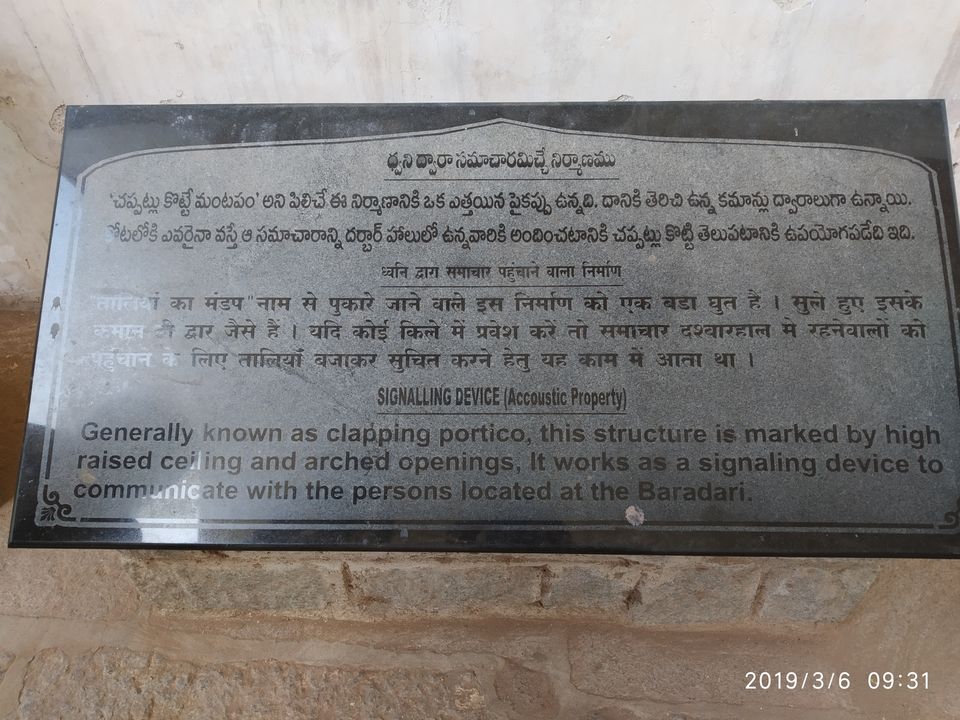 ధ్వని ద్వారా సమాచారమిచ్చే నిర్మాణము
'చప్పట్లు కొట్టే మంటపం' అని పిలిచే ఈ నిర్మాణానికి ఒక ఎత్తయిన పైకప్పు ఉన్నది. దానికి తెరిచి ఉన్న కమాన్లు ద్వారాలుగా ఉన్నాయి.
కోటలోకి ఎవరైనా వస్తే ఆ సమాచారాన్ని దర్బార్ హాలులో ఉన్నవారికి అందించటానికి చప్పట్లు కొట్టి తెలుపటానికి ఉపయోగపడేది ఇది.
ध्वनि द्वारा समाचार पहुंचाने वाला निर्माण
"तालियां का मंडप" नाम से पुकारे जाने वाले इस निर्माण को एक बडा घुत है । सुले हुए इसके
कमाल ही द्वार जैसे है । यदि कोई किले में प्रवेश करे तो समाचार दश्बारहाल मे रहनेवालों को
पहुंचान के लिए तालियाँ बजाकर सुचित करने हेतु यह काम में आता था ।
SIGNALLING DEVICE (Accoustic Property)
Generally known as clapping portico, this structure is marked by high
raised ceiling and arched openings, It works as a signaling device to
communicate with the persons located at the Baradari.
2019/3/6 09:31